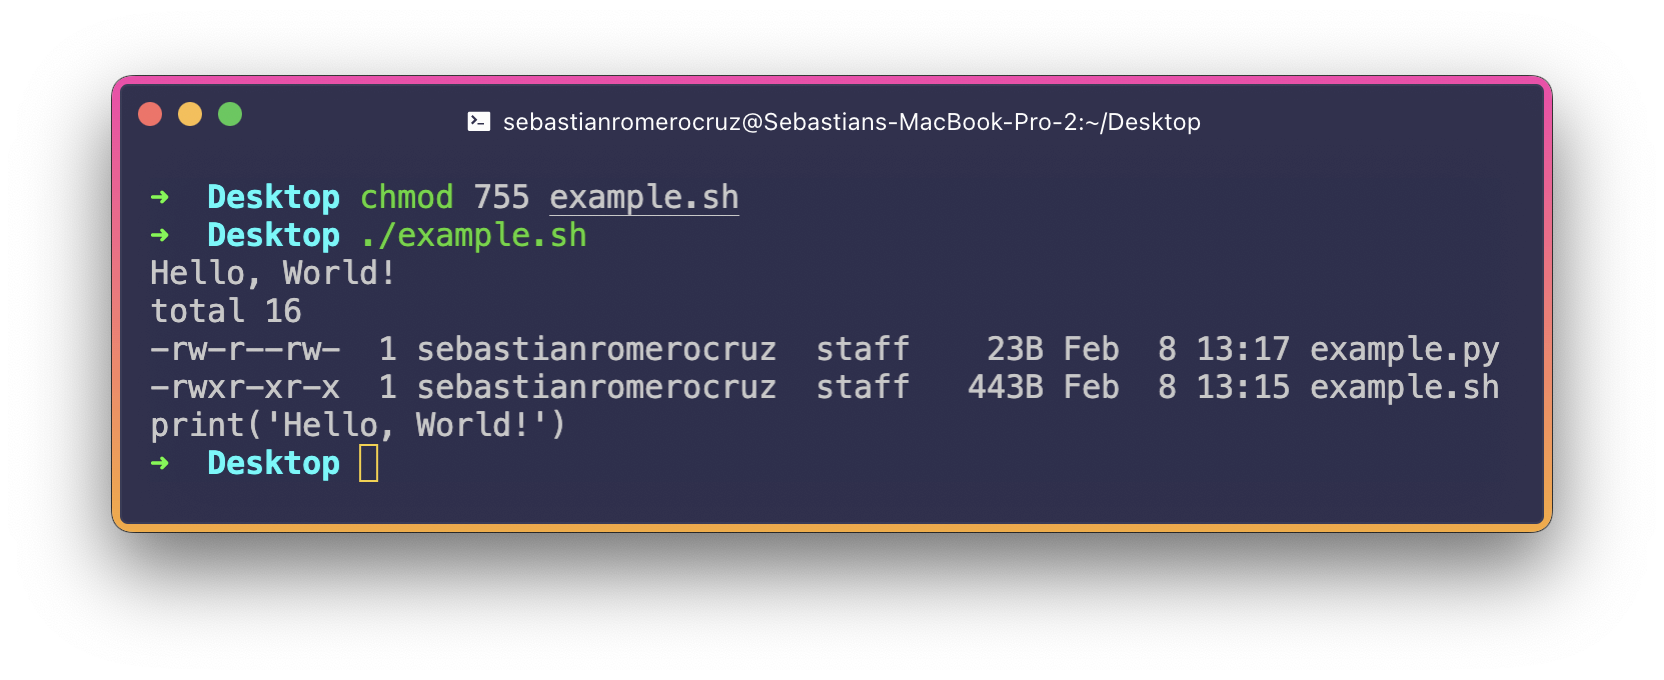 sebastianromerocruz@Sebastians-MacBook-Pro-2:~/Desktop
➜  Desktop chmod 755 example.sh
➜  Desktop ./example.sh
Hello, World!
total 16
-rw-r--rw-  1 sebastianromerocruz  staff    23B Feb  8 13:17 example.py
-rwxr-xr-x  1 sebastianromerocruz  staff   443B Feb  8 13:15 example.sh
print('Hello, World!')
➜  Desktop